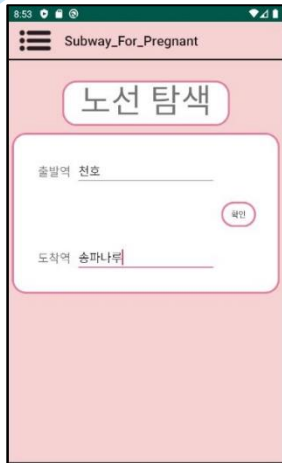 8:53
Subway_For_Pregnant
노선 탐색
출발역 천호
확인
도착역 송파나루